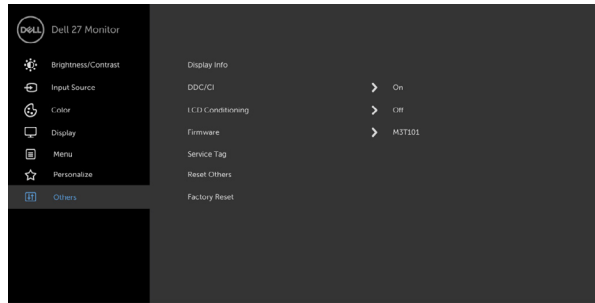 DELL Dell 27 Monitor
Brightness/Contrast Display Info
Input Source DDC/CI On
Color LCD Conditioning Off
Display Firmware M3T101
Menu Service Tag
Personalize Reset Others
Others Factory Reset